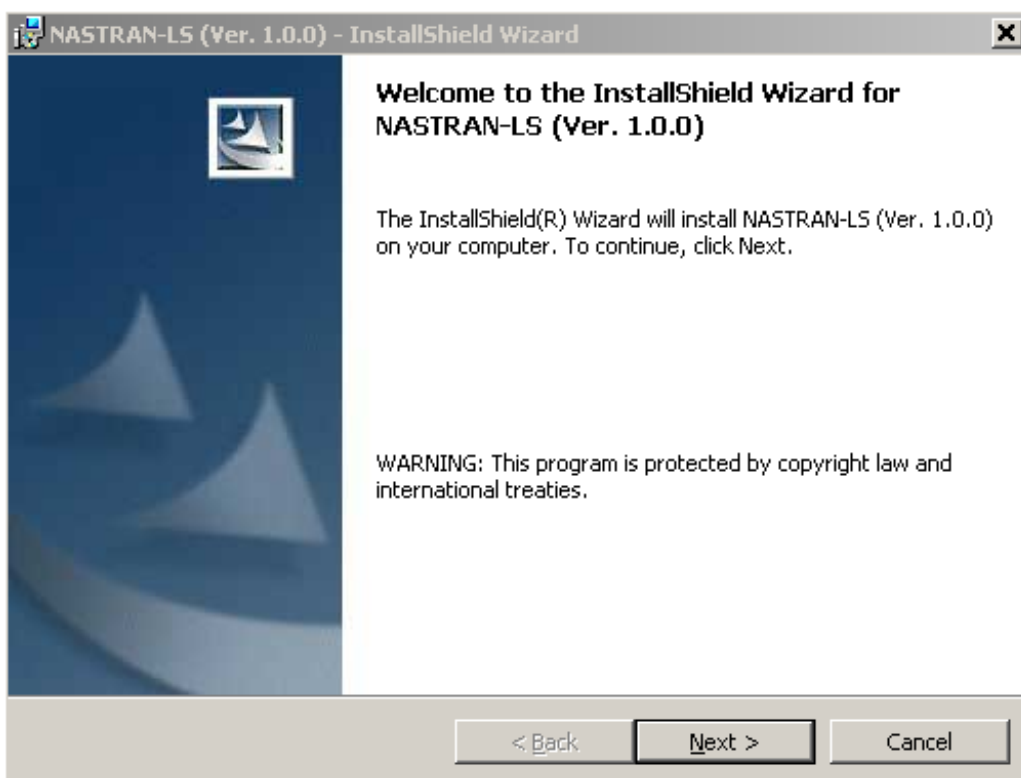 NASTRAN-LS (Ver. 1.0.0) - InstallShield Wizard
Welcome to the InstallShield Wizard for
NASTRAN-LS (Ver. 1.0.0)
The InstallShield(R) Wizard will install NASTRAN-LS (Ver. 1.0.0)
on your computer. To continue, click Next.
WARNING: This program is protected by copyright law and
international treaties.
< Back
Next >
Cancel